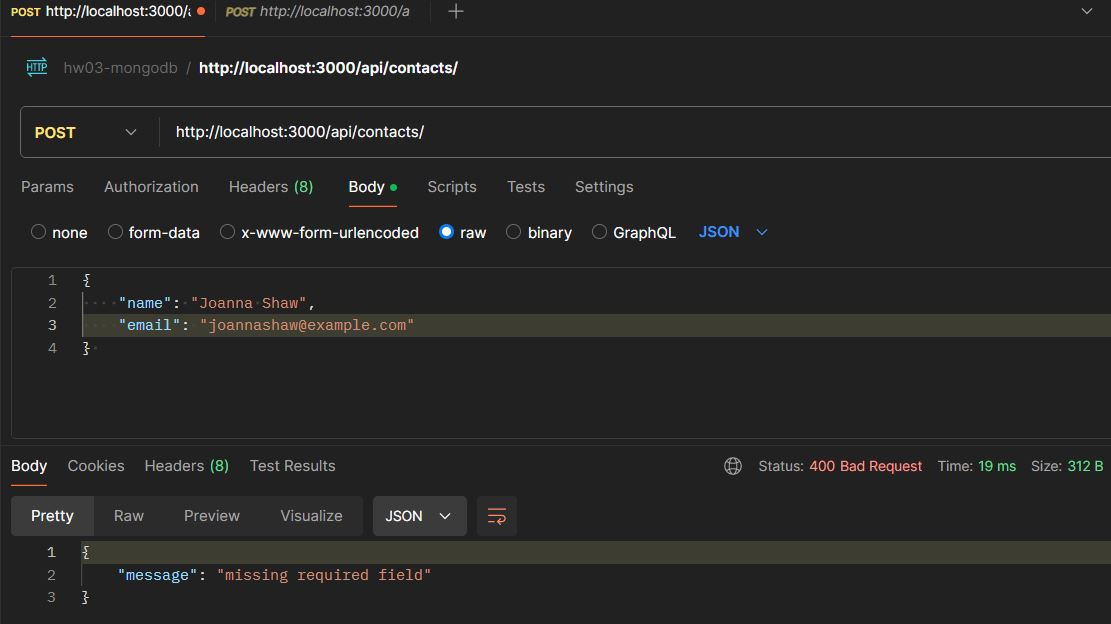 POST http://localhost:3000/a POST http://localhost:3000/a
HTTP hw03-mongodb / http://localhost:3000/api/contacts/
POST http://localhost:3000/api/contacts/
Params Authorization Headers (8) Body Scripts Tests Settings
none form-data x-www-form-urlencoded raw binary GraphQL JSON
1 {
2 "name": "Joanna Shaw",
3 "email": "joannashaw@example.com"
4 }
Body Cookies Headers (8) Test Results Status: 400 Bad Request Time: 19 ms Size: 312 B
Pretty Raw Preview Visualize JSON
1 {
2 "message": "missing required field"
3 }